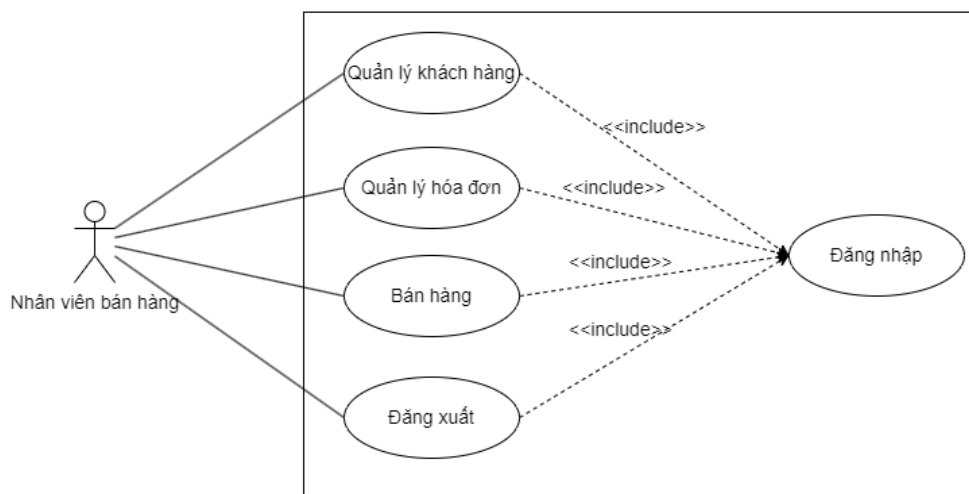 Quản lý khách hàng
<<include>>
Quản lý hóa đơn
<<include>>
Nhân viên bán hàng
Đăng nhập
<<include>>
Bán hàng
<<include>>
Đăng xuất